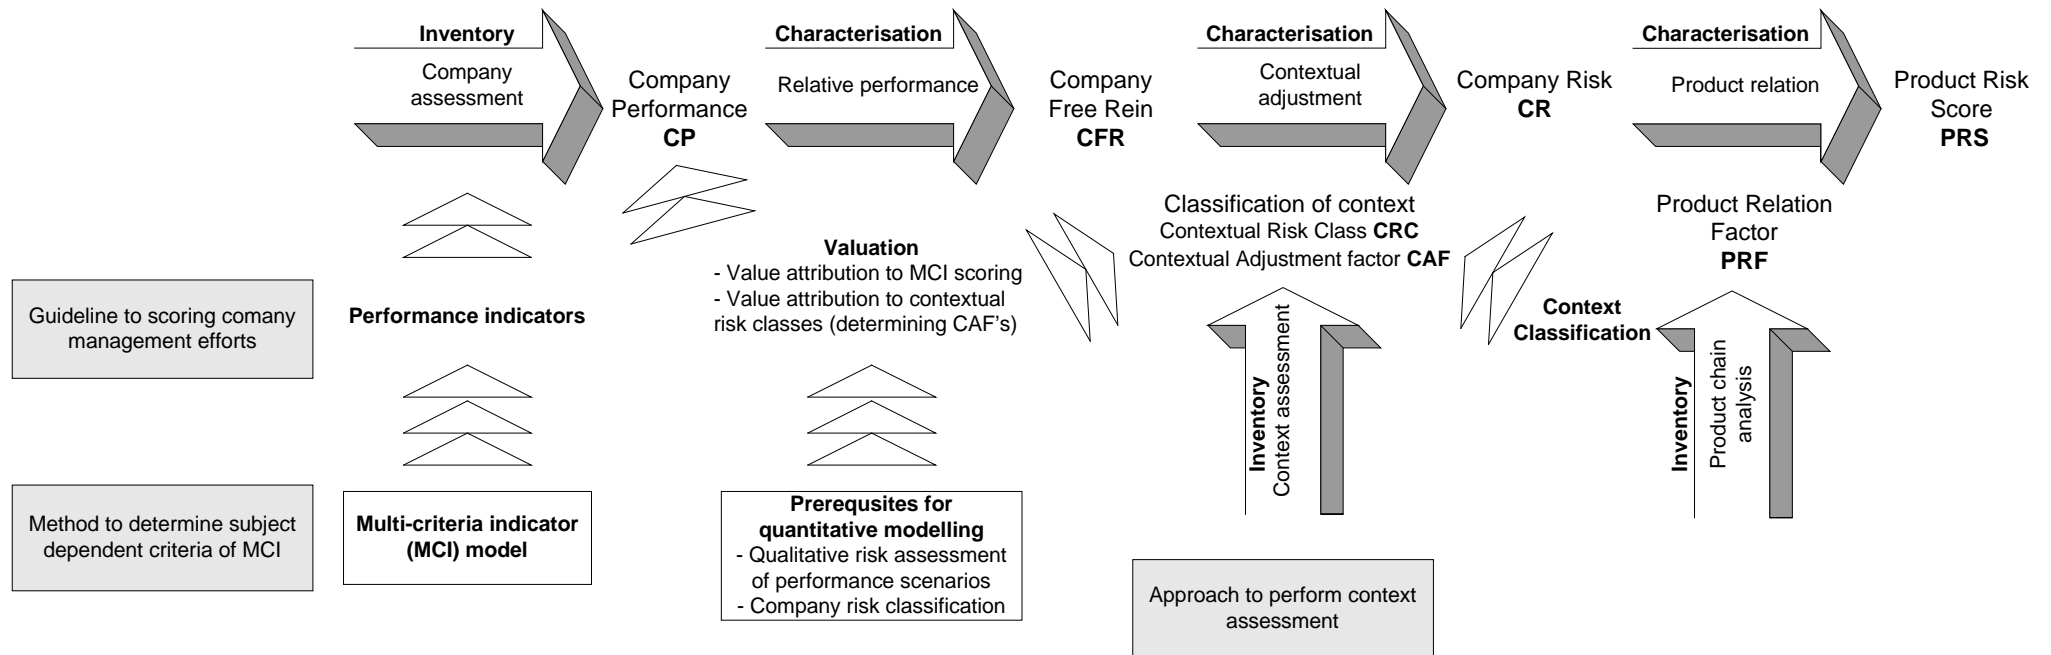 Inventory
Company
assessment
Company
Performance
CP
Characterisation
Relative performance
Company
Free Rein
CFR
Characterisation
Contextual
adjustment
Company Risk
CR
Characterisation
Product relation
Product Risk
Score
PRS
Guideline to scoring comany
management efforts
Performance indicators
Valuation
- Value attribution to MCI scoring
- Value attribution to contextual
risk classes (determining CAF's)
Classification of context
Contextual Risk Class CRC
Contextual Adjustment factor CAF
Inventory
Context assessment
Context
Classification
Product Relation
Factor
PRF
Inventory
Product chain
analysis
Method to determine subject
dependent criteria of MCI
Multi-criteria indicator
(MCI) model
Prerequsites for
quantitative modelling
- Qualitative risk assessment
of performance scenarios
- Company risk classification
Approach to perform context
assessment